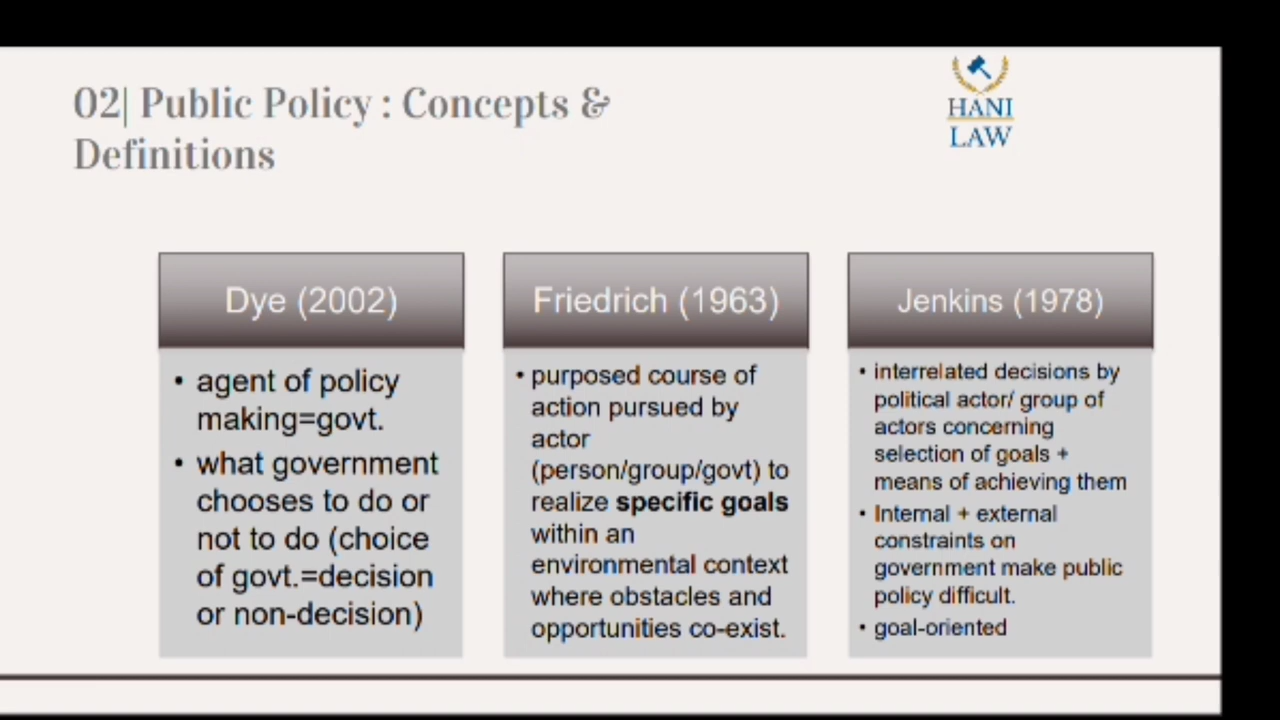 02| Public Policy : Concepts &
Definitions
HANI
LAW
Dye (2002)
• agent of policy
making=govt.
• what government
chooses to do or
not to do (choice
of govt.=decision
or non-decision)
Friedrich (1963)
• purposed course of
action pursued by
actor
(person/group/govt) to
realize specific goals
within an
environmental context
where obstacles and
opportunities co-exist.
Jenkins (1978)
• interrelated decisions by
political actor/ group of
actors concerning
selection of goals +
means of achieving them
• Internal + external
constraints on
government make public
policy difficult.
• goal-oriented